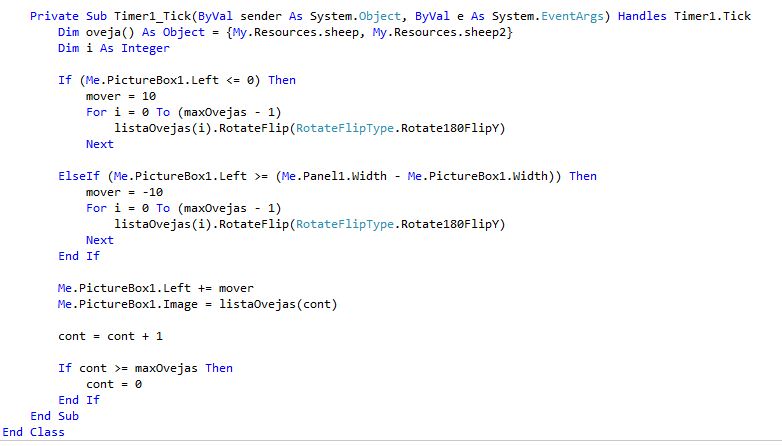 Private Sub Timer1_Tick(ByVal sender As System.Object, ByVal e As System.EventArgs) Handles Timer1.Tick
Dim oveja() As Object = {My.Resources.sheep, My.Resources.sheep2}
Dim i As Integer
If (Me.PictureBox1.Left <= 0) Then
mover = 10
For i = 0 To (maxOvejas - 1)
listaOvejas(i).RotateFlip(RotateFlipType.Rotate180FlipY)
Next
ElseIf (Me.PictureBox1.Left >= (Me.Panel1.Width - Me.PictureBox1.Width)) Then
mover = -10
For i = 0 To (maxOvejas - 1)
listaOvejas(i).RotateFlip(RotateFlipType.Rotate180FlipY)
Next
End If
Me.PictureBox1.Left += mover
Me.PictureBox1.Image = listaOvejas(cont)
cont = cont + 1
If cont >= maxOvejas Then
cont = 0
End If
End Sub
End Class